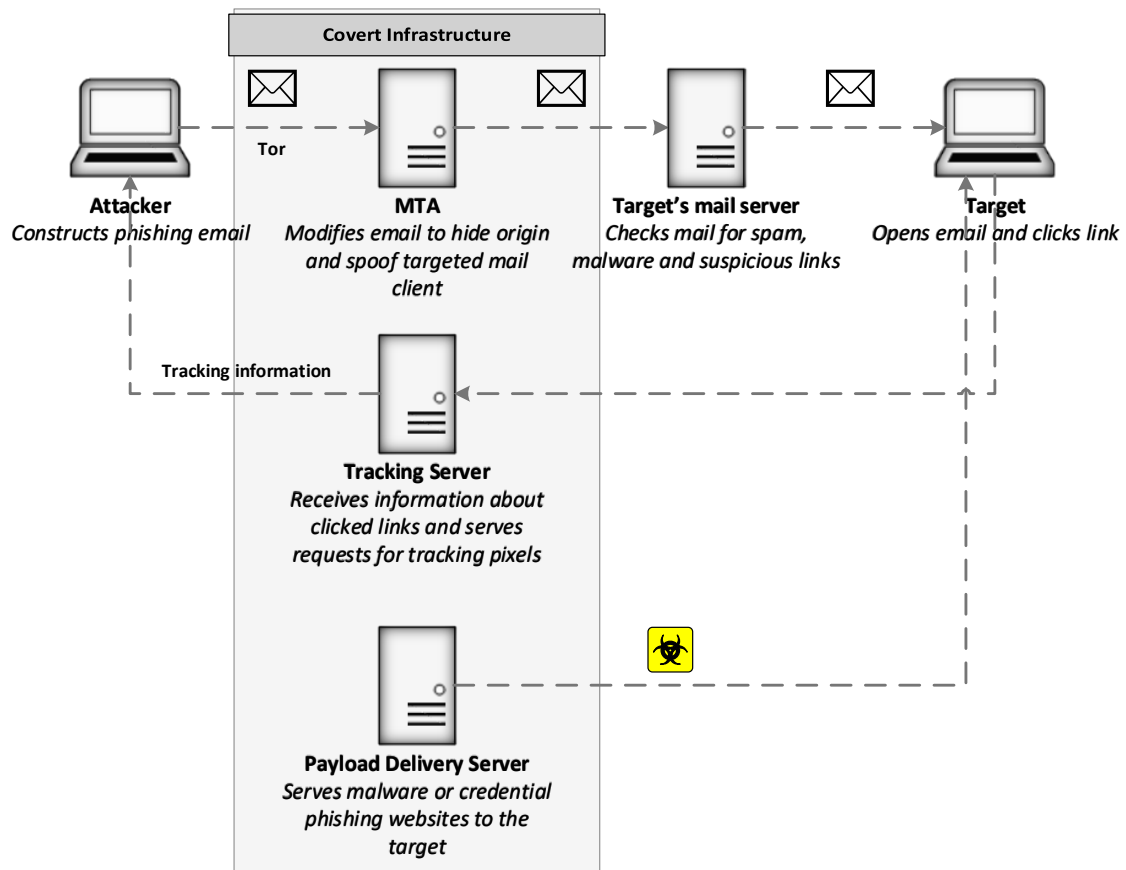 Covert Infrastructure
Tor
Attacker
Constructs phishing email
MTA
Modifies email to hide origin
and spoof targeted mail
client
Target's mail server
Checks mail for spam,
malware and suspicious links
Target
Opens email and clicks link
Tracking information
Tracking Server
Receives information about
clicked links and serves
requests for tracking pixels
Payload Delivery Server
Serves malware or credential
phishing websites to the
target